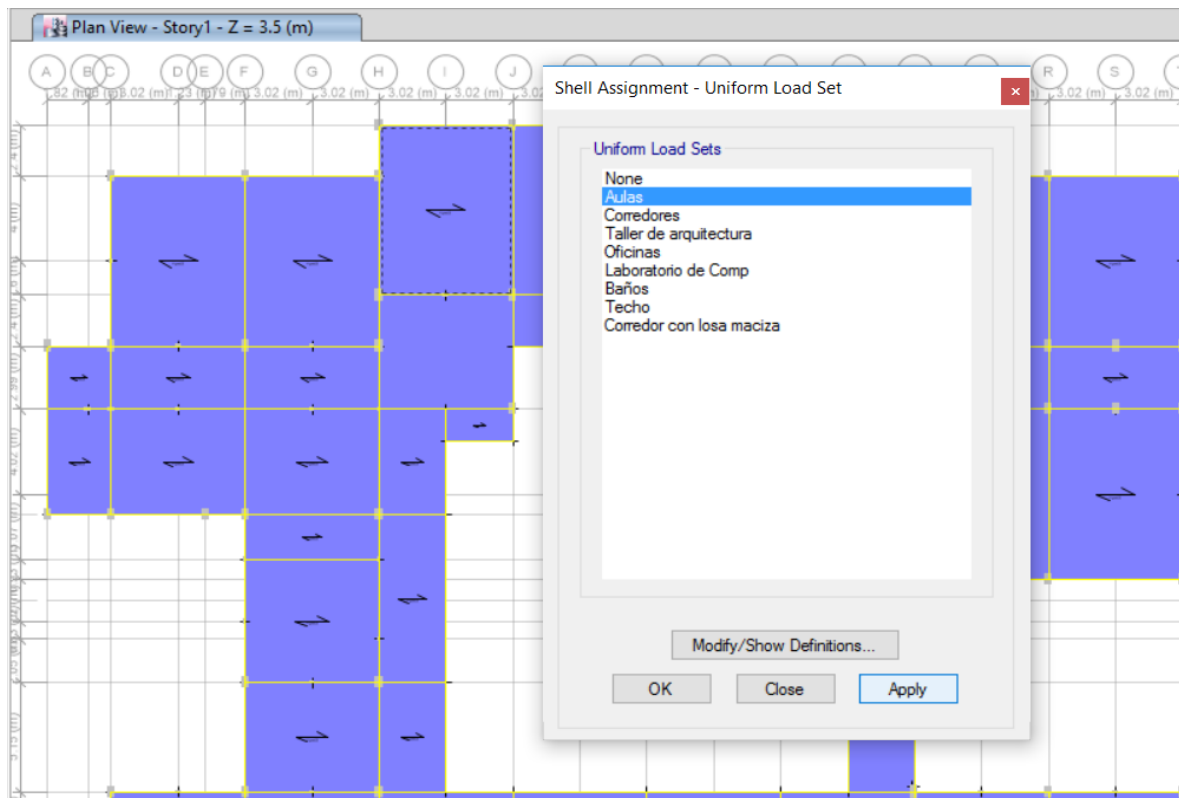 Plan View - Story1 - Z = 3.5 (m)
A B C D E F G H I J R S
3.02 (m) 3.02 (m) 3.02 (m) 3.02 (m) 3.02 (m) 3.02 (m) 3.02 (m)
Shell Assignment - Uniform Load Set
Uniform Load Sets
None
Aulas
Corredores
Taller de arquitectura
Oficinas
Laboratorio de Comp
Baños
Techo
Corredor con losa maciza
Modify/Show Definitions...
OK Close Apply